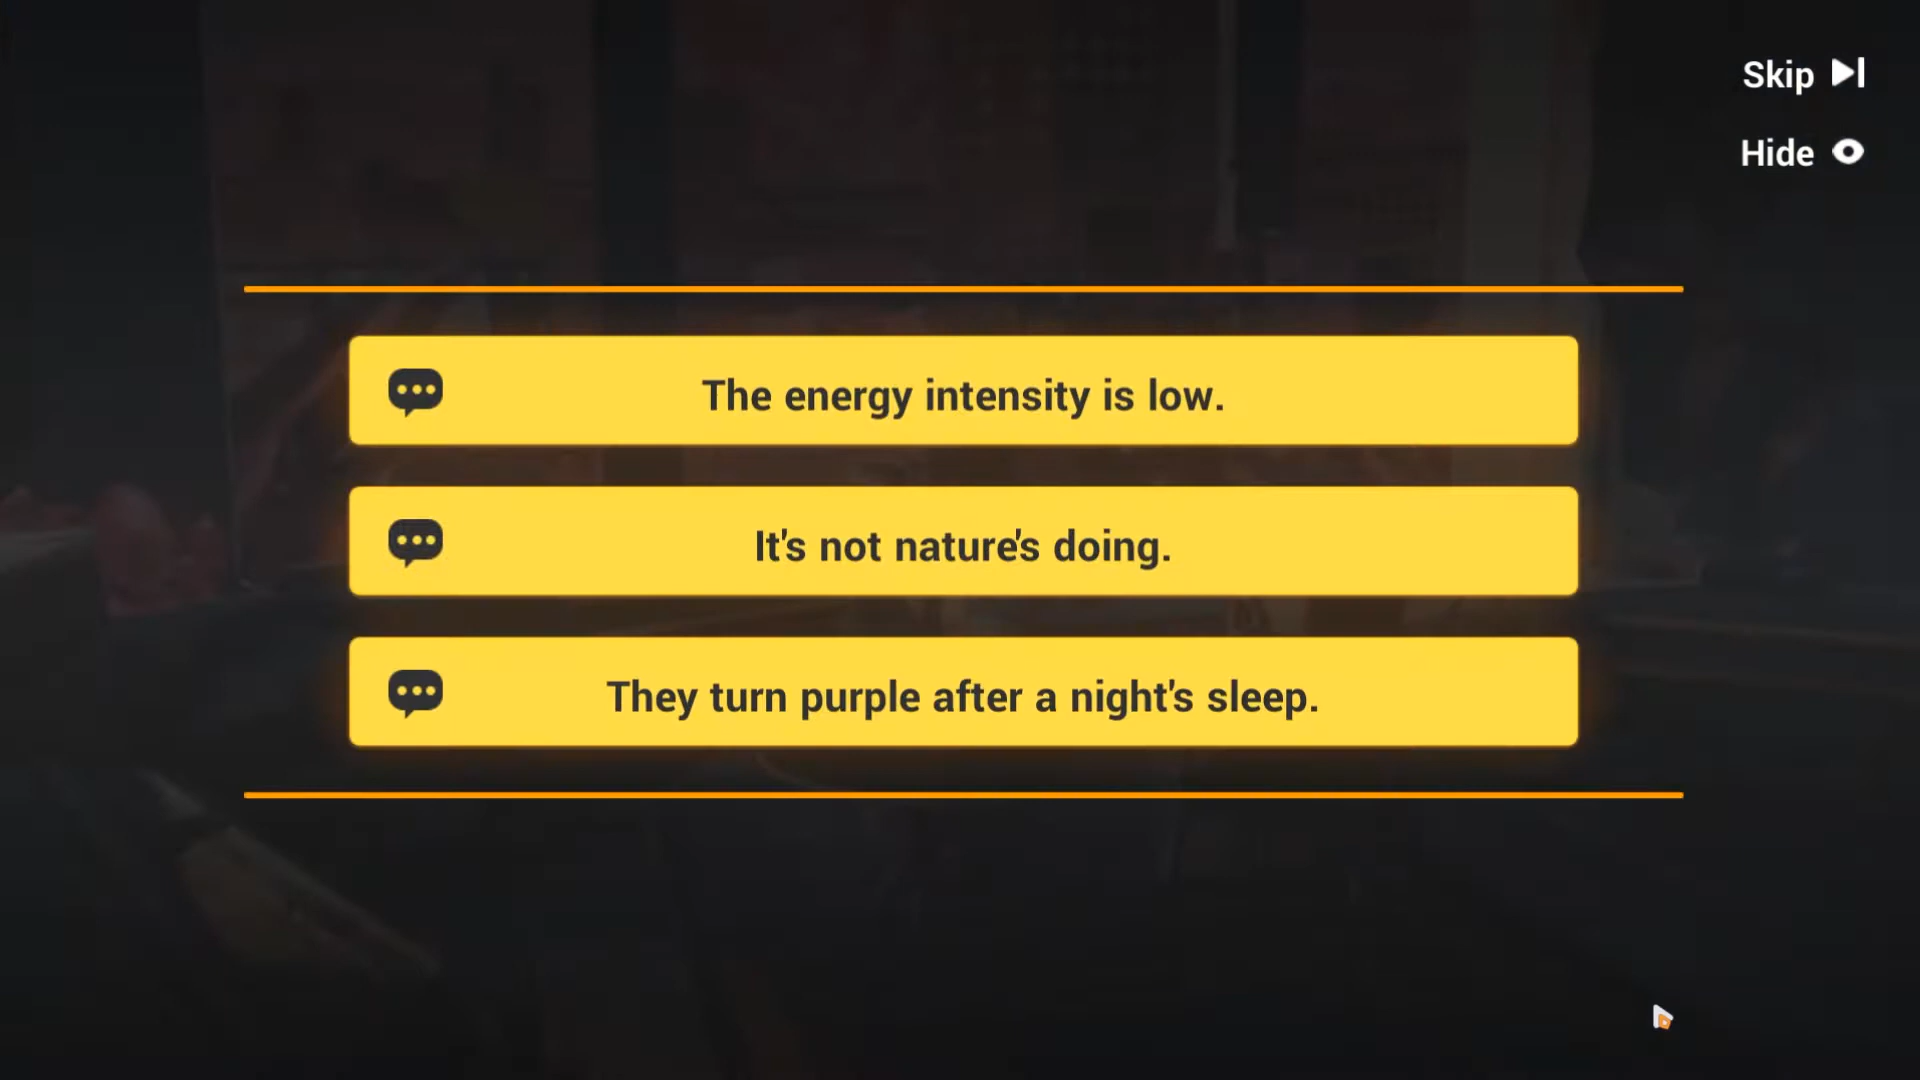 Skip
Hide
The energy intensity is low.
It's not nature's doing.
They turn purple after a night's sleep.